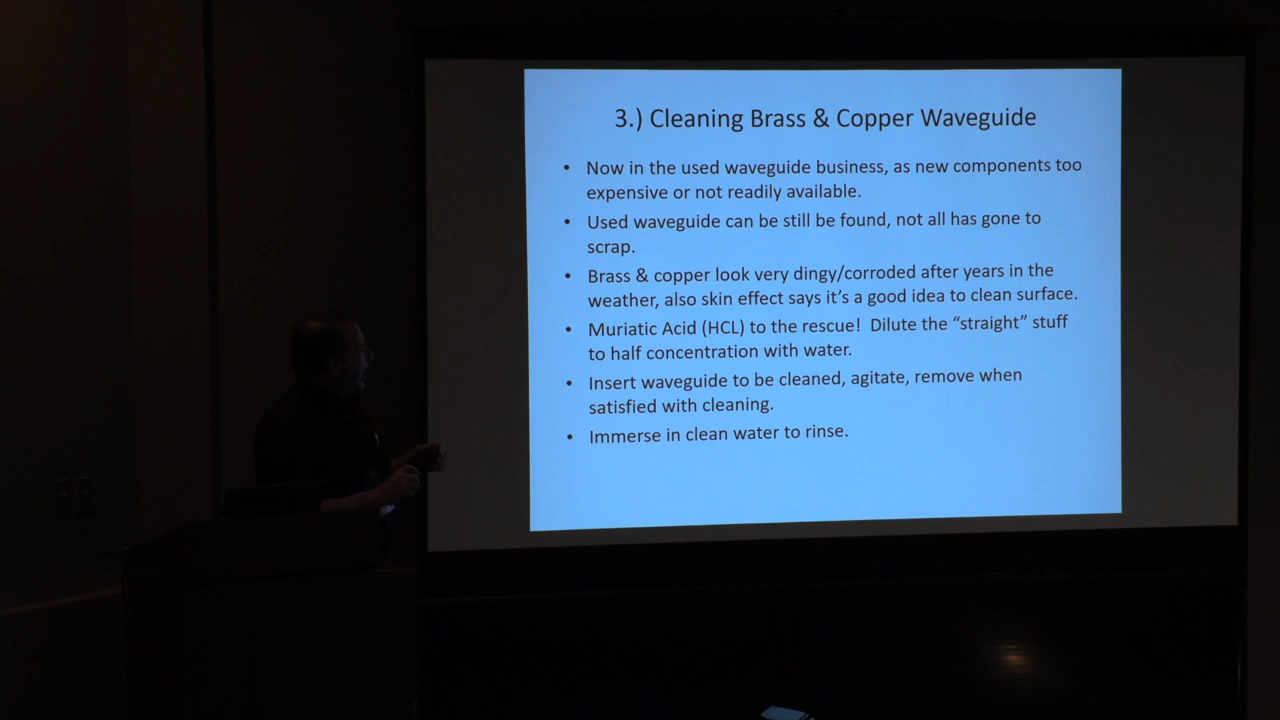 3.) Cleaning Brass & Copper Waveguide
• Now in the used waveguide business, as new components too
expensive or not readily available.
• Used waveguide can be still be found, not all has gone to
scrap.
• Brass & copper look very dingy/corroded after years in the
weather, also skin effect says it's a good idea to clean surface.
• Muriatic Acid (HCL) to the rescue! Dilute the “straight” stuff
to half concentration with water.
• Insert waveguide to be cleaned, agitate, remove when
satisfied with cleaning.
• Immerse in clean water to rinse.